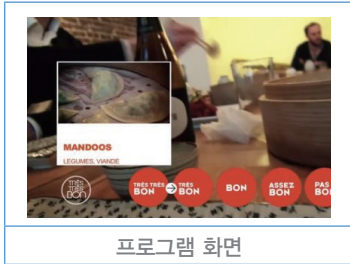 MANDOOS
LEGUMES, VIANDE
TRÈS
TRÈS
BON
TRÈS TRÈS
BON
TRÈS
BON
BON
ASSEZ
BON
PAS
BO
프로그램 화면